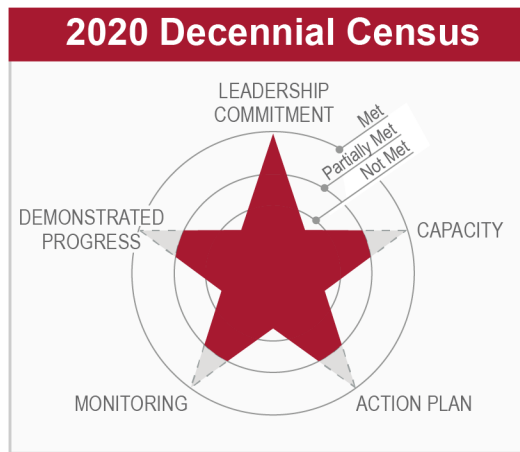 2020 Decennial Census
LEADERSHIP
COMMITMENT
Met
Partially Met
Not Met
DEMONSTRATED
PROGRESS
CAPACITY
MONITORING
ACTION PLAN